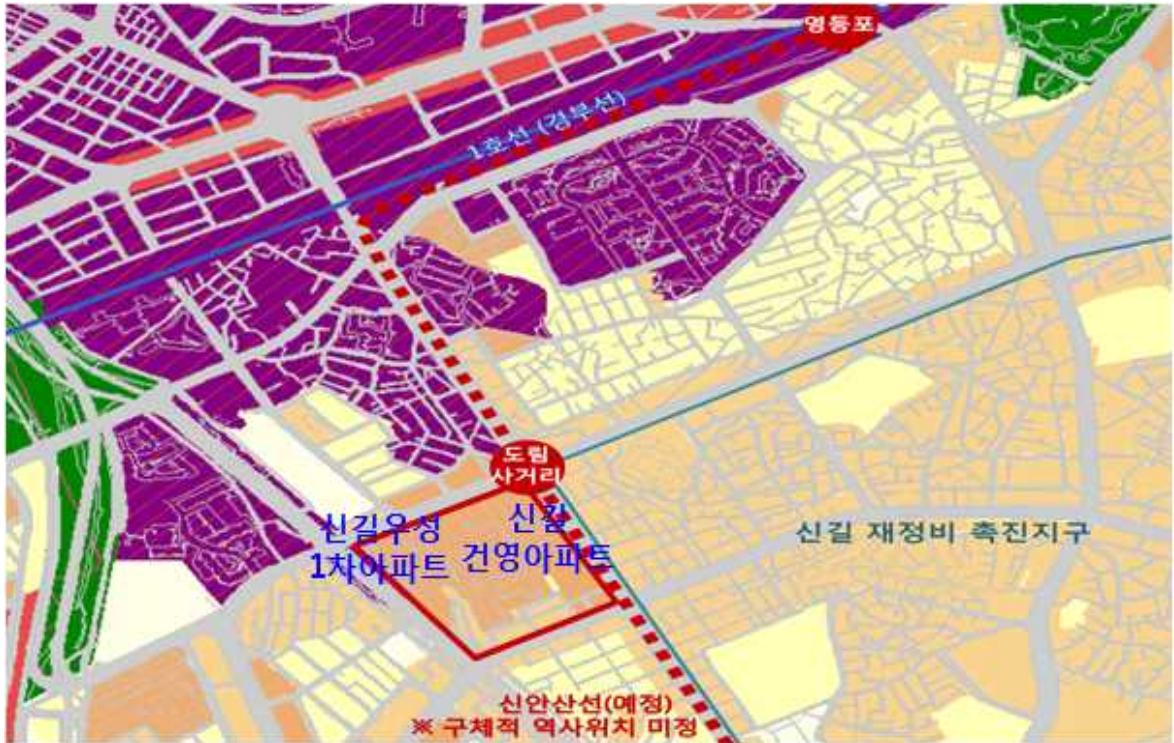 영등포
1호선 (경부선)
도림
사거리
신길우성
1차아파트
신길
건영아파트
신길 재정비 촉진지구
신안산선(예정)
※ 구체적 역사위치 미정